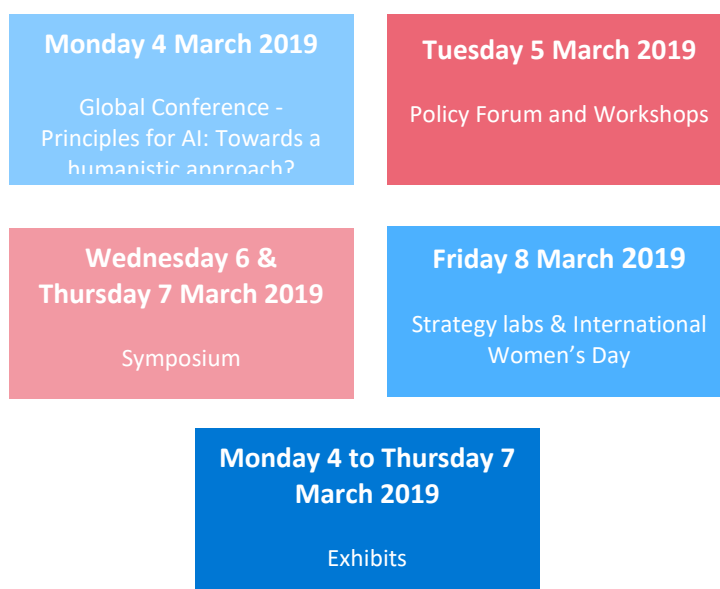 Monday 4 March 2019
Global Conference -
Principles for AI: Towards a
humanistic approach?
Tuesday 5 March 2019
Policy Forum and Workshops
Wednesday 6 &
Thursday 7 March 2019
Symposium
Friday 8 March 2019
Strategy labs & International
Women’s Day
Monday 4 to Thursday 7
March 2019
Exhibits